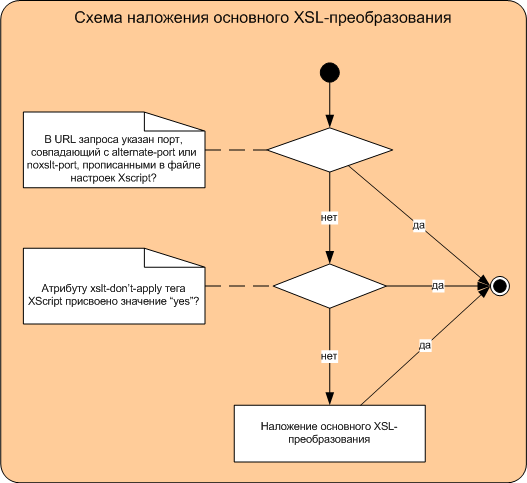 Схема наложения основного XSL-преобразования
В URL запроса указан порт,
совпадающий с alternate-port или
noxslt-port, прописанными в файле
настроек Xscript?
нет
да
Атрибуту xslt-don't-apply тега
XScript присвоено значение “yes”?
да
нет
да
Наложение основного XSL-
преобразования